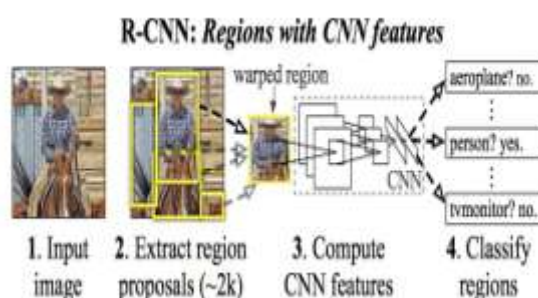 R-CNN: Regions with CNN features
warped region
aeroplane? no.
⋮
person? yes.
CNN
⋮
tvmonitor? no.
1. Input
image
2. Extract region
proposals (~2k)
3. Compute
CNN features
4. Classify
regions